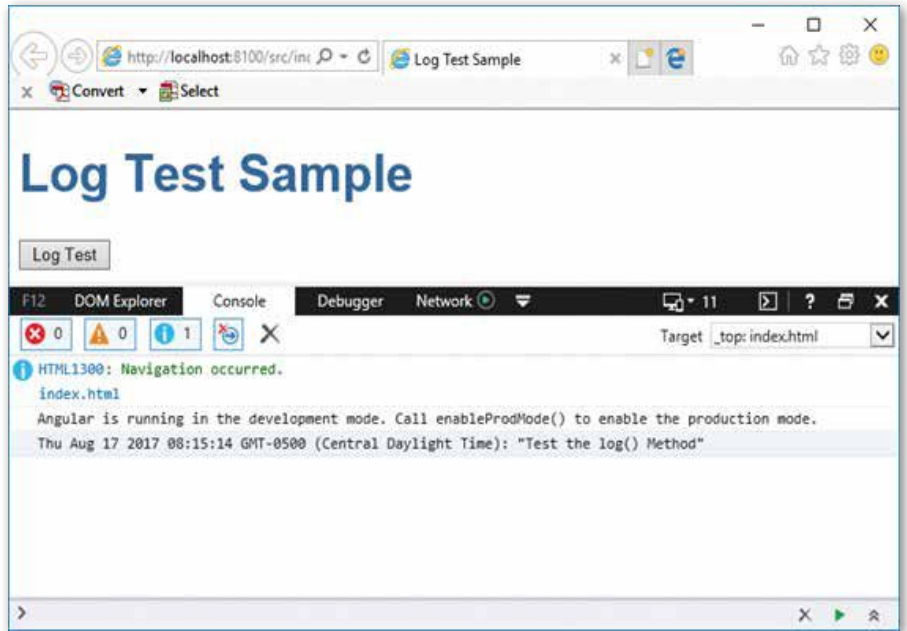 http://localhost:8100/src/inc
Log Test Sample
Convert
Select
Log Test Sample
Log Test
F12 DOM Explorer Console Debugger Network 11 ?
0 0 1 Target _top: index.html
HTML1300: Navigation occurred.
index.html
Angular is running in the development mode. Call enableProdMode() to enable the production mode.
Thu Aug 17 2017 08:15:14 GMT-0500 (Central Daylight Time): "Test the log() Method"